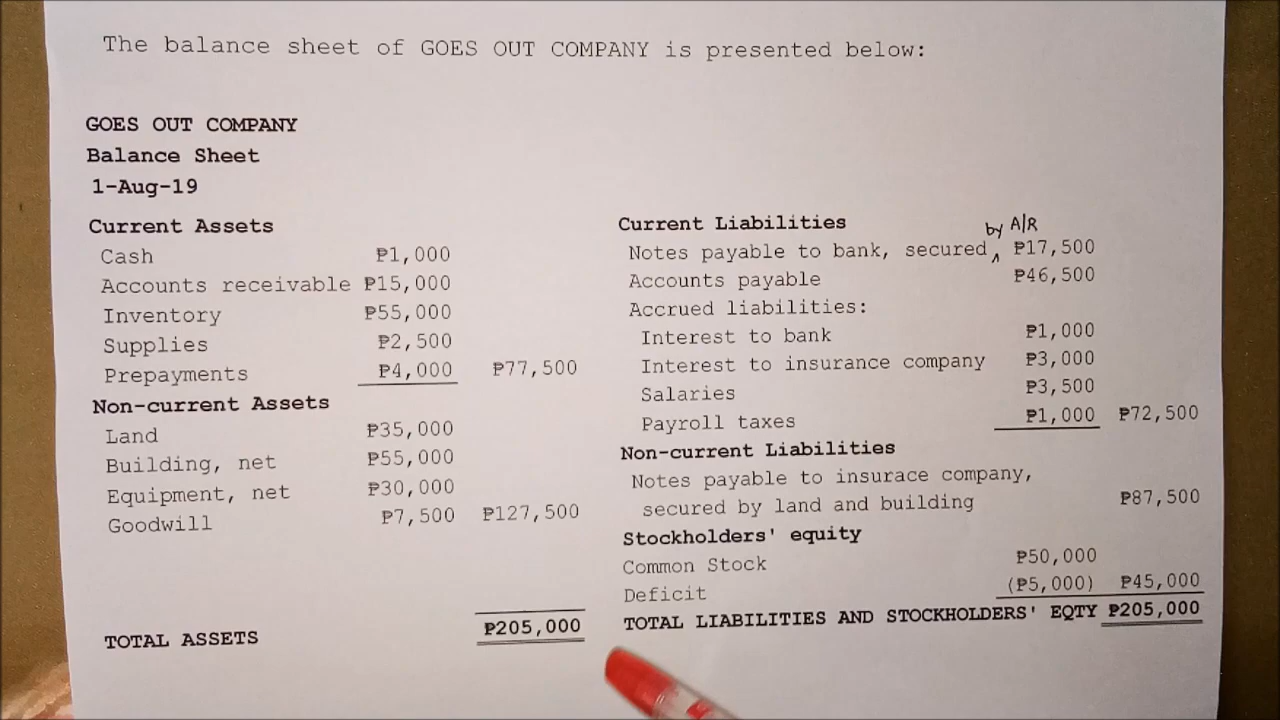 The balance sheet of GOES OUT COMPANY is presented below:
GOES OUT COMPANY
Balance Sheet
1-Aug-19
Current Assets
Cash ₱1,000
Accounts receivable ₱15,000
Inventory ₱55,000
Supplies ₱2,500
Prepayments ₱4,000 ₱77,500
Non-current Assets
Land ₱35,000
Building, net ₱55,000
Equipment, net ₱30,000
Goodwill ₱7,500 ₱127,500
TOTAL ASSETS ₱205,000
Current Liabilities
by A/R
Notes payable to bank, secured ₱17,500
Accounts payable ₱46,500
Accrued liabilities:
Interest to bank ₱1,000
Interest to insurance company ₱3,000
Salaries ₱3,500
Payroll taxes ₱1,000 ₱72,500
Non-current Liabilities
Notes payable to insurace company,
secured by land and building ₱87,500
Stockholders' equity
Common Stock ₱50,000
Deficit (₱5,000) ₱45,000
TOTAL LIABILITIES AND STOCKHOLDERS' EQTY ₱205,000